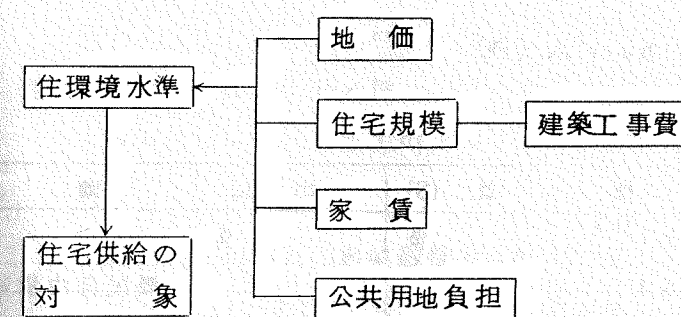 地価
住環境水準
住宅規模
建築工事費
家賃
住宅供給の
対象
公共用地負担